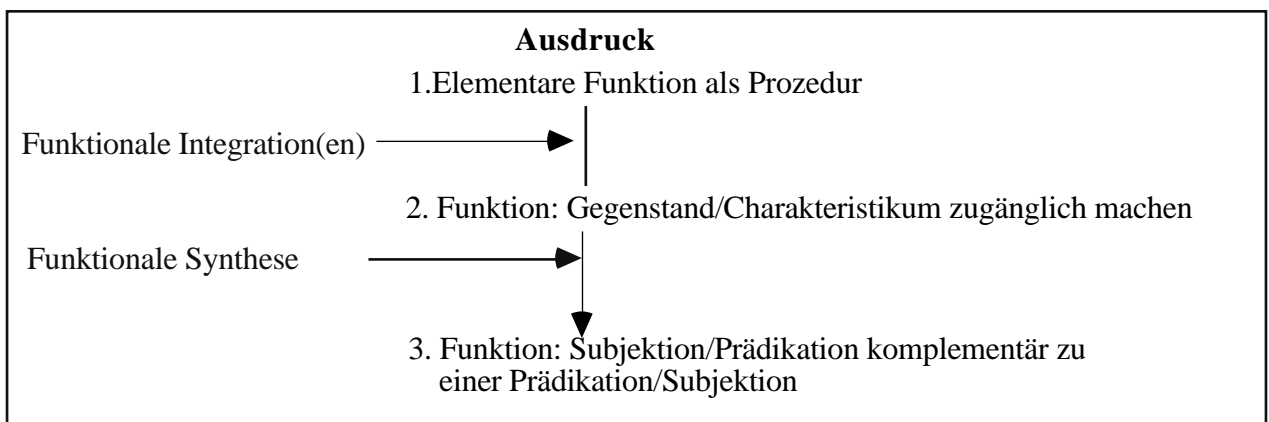 Ausdruck
1.Elementare Funktion als Prozedur
Funktionale Integration(en)
2. Funktion: Gegenstand/Charakteristikum zugänglich machen
Funktionale Synthese
3. Funktion: Subjektion/Prädikation komplementär zu
einer Prädikation/Subjektion